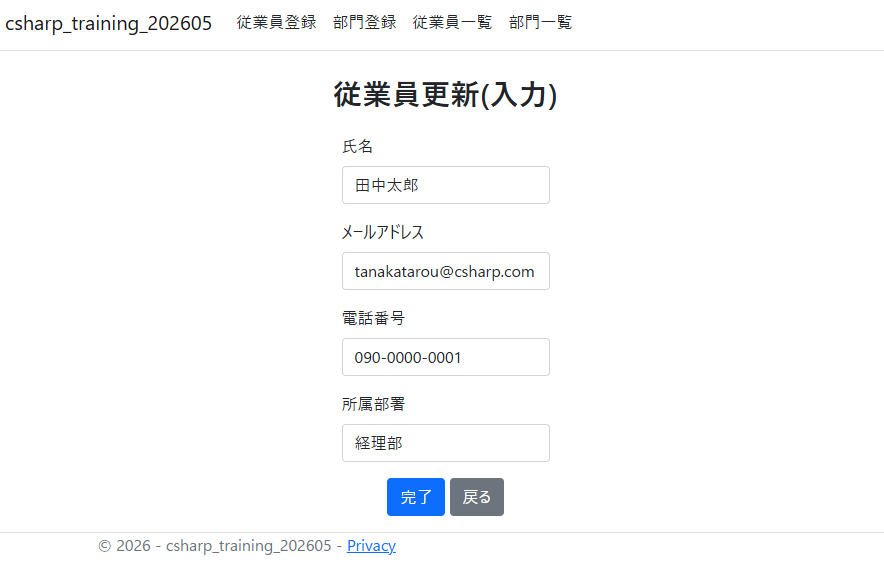 csharp_training_202605 従業員登録 部門登録 従業員一覧 部門一覧
従業員更新(入力)
氏名
田中太郎
メールアドレス
tanakatarou@csharp.com
電話番号
090-0000-0001
所属部署
経理部
完了 戻る
© 2026 - csharp_training_202605 - Privacy